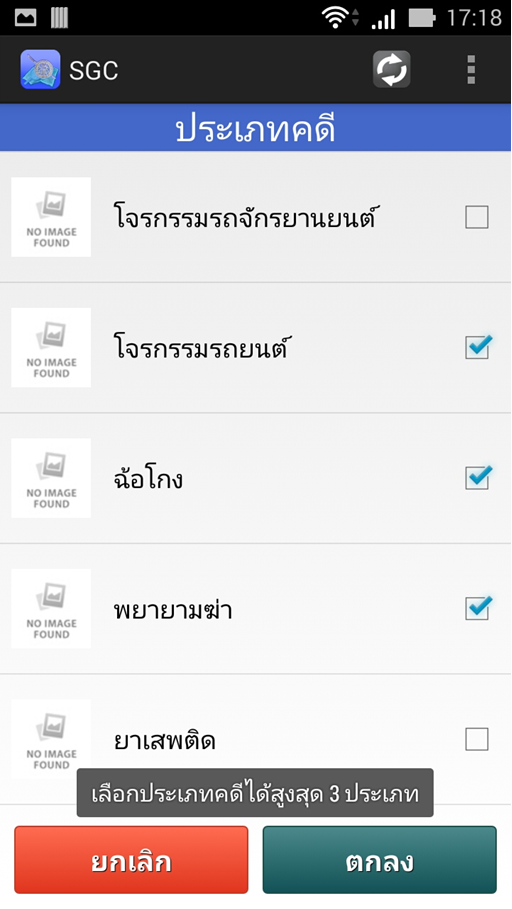 17:18
SGC
ประเภทคดี
NO IMAGE
FOUND
โจรกรรมรถจักรยานยนต์
NO IMAGE
FOUND
โจรกรรมรถยนต์
NO IMAGE
FOUND
ฉ้อโกง
NO IMAGE
FOUND
พยายามฆ่า
NO IMAGE
FOUND
ยาเสพติด
เลือกประเภทคดีได้สูงสุด 3 ประเภท
ยกเลิก
ตกลง